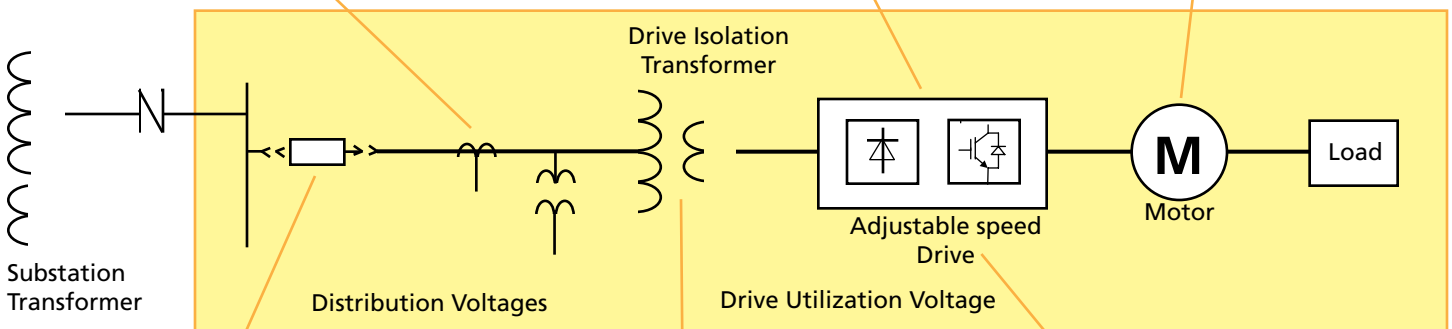 Drive Isolation
Transformer
M
Load
Motor
Adjustable speed
Drive
Substation
Transformer
Distribution Voltages
Drive Utilization Voltage